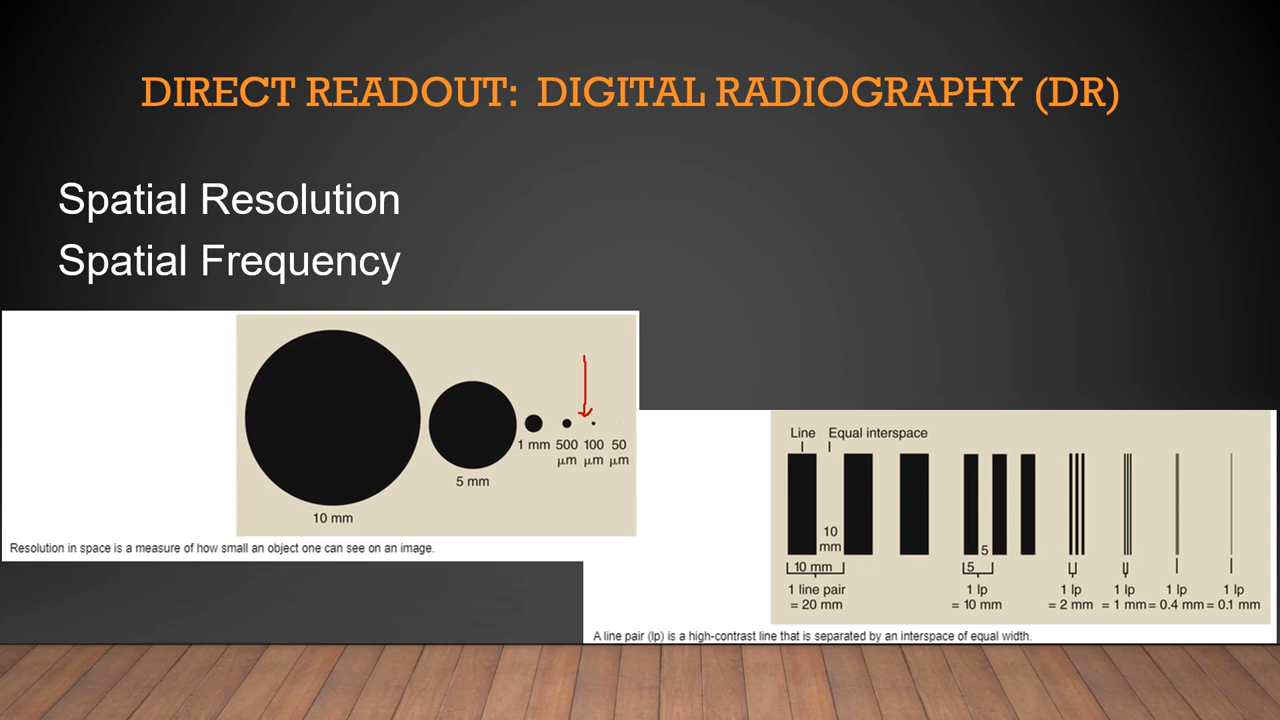 DIRECT READOUT: DIGITAL RADIOGRAPHY (DR)
Spatial Resolution
Spatial Frequency
1 mm 500 100 50
μm μm μm
5 mm
10 mm
Resolution in space is a measure of how small an object one can see on an image.
Line Equal interspace
10
mm
5
10 mm 5
1 line pair 1 lp 1 lp 1 lp 1 lp 1 lp
= 20 mm = 10 mm = 2 mm = 1 mm = 0.4 mm = 0.1 mm
A line pair (lp) is a high-contrast line that is separated by an interspace of equal width.